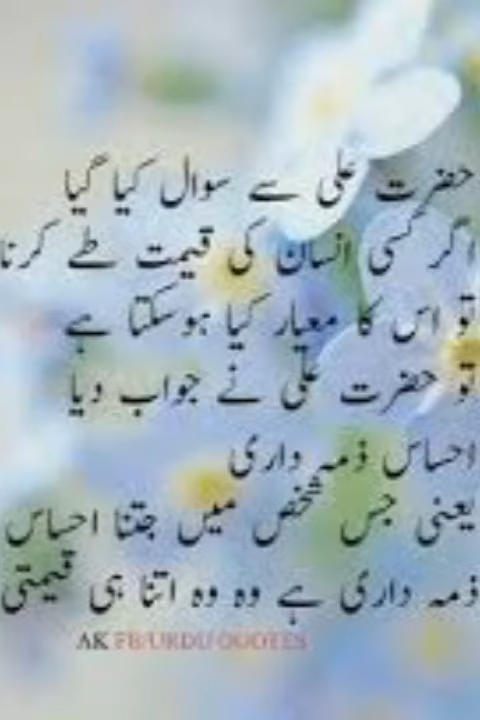 حضرت علی سے سوال کیا گیا
اگر کسی انسان کی قیمت طے کرنا
تو اس کا معیار کیا ہوسکتا ہے
تو حضرت علی نے جواب دیا
احساس ذمہ داری
یعنی جس شخص میں جتنا احساس
ذمہ داری ہے وہ وہ اتنا ہی قیمتی
AK FB/URDU QUOTES